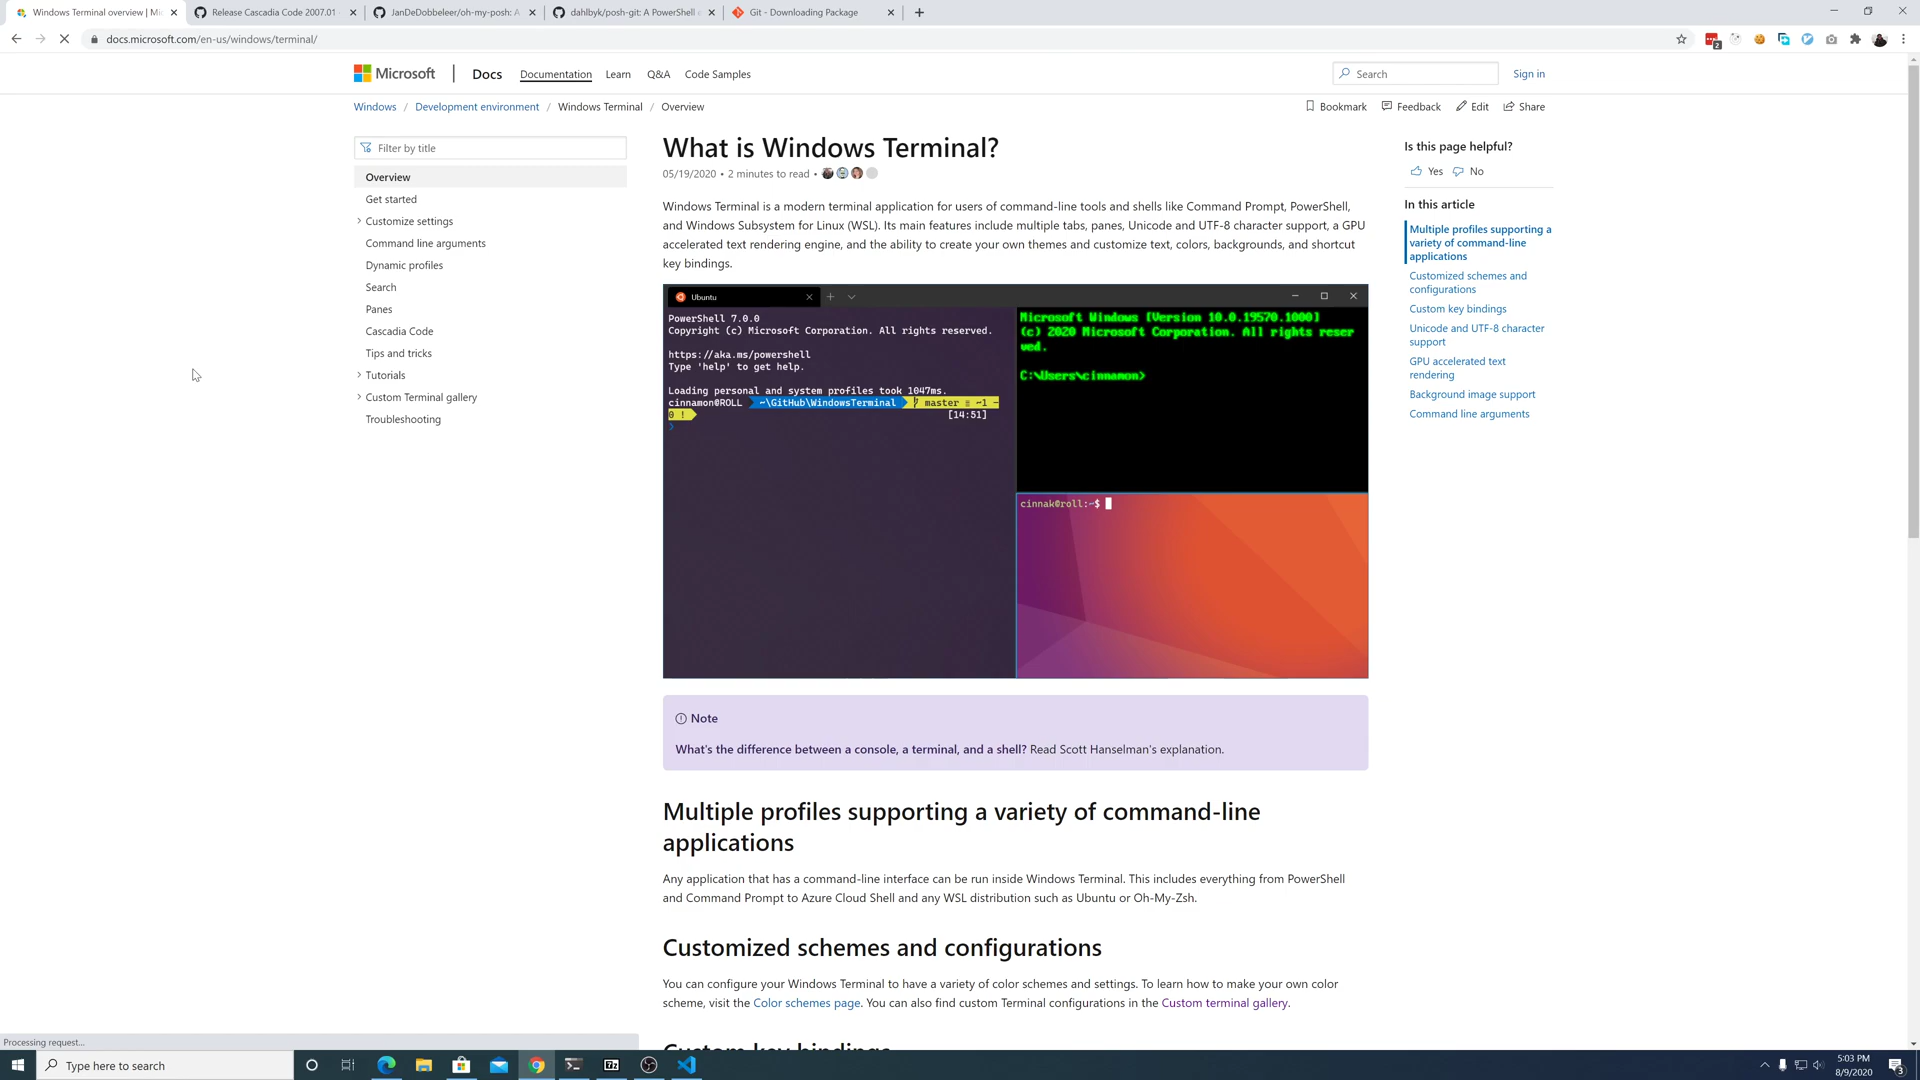 Windows Terminal overview | Mi
Release Cascadia Code 2007.01
JanDeDobbeleer/oh-my-posh: A
dahlbyk/posh-git: A PowerShell
Git - Downloading Package
docs.microsoft.com/en-us/windows/terminal/
2
Microsoft
Docs
Documentation
Learn
Q&A
Code Samples
Search
Sign in
Windows / Development environment / Windows Terminal / Overview
Bookmark
Feedback
Edit
Share
Filter by title
Overview
Get started
Customize settings
Command line arguments
Dynamic profiles
Search
Panes
Cascadia Code
Tips and tricks
Tutorials
Custom Terminal gallery
Troubleshooting
What is Windows Terminal?
05/19/2020 • 2 minutes to read •
Windows Terminal is a modern terminal application for users of command-line tools and shells like Command Prompt, PowerShell,
and Windows Subsystem for Linux (WSL). Its main features include multiple tabs, panes, Unicode and UTF-8 character support, a GPU
accelerated text rendering engine, and the ability to create your own themes and customize text, colors, backgrounds, and shortcut
key bindings.
Ubuntu
PowerShell 7.0.0
Copyright (c) Microsoft Corporation. All rights reserved.
https://aka.ms/powershell
Type 'help' to get help.
Loading personal and system profiles took 1047ms.
cinnamon@ROLL ~\GitHub\WindowsTerminal master ≡ ~1 -
0 ! [14:51]
Microsoft Windows [Version 10.0.19570.1000]
(c) 2020 Microsoft Corporation. All rights reser
ved.
C:\Users\cinnamon>
cinnak@roll:~$
Note
What's the difference between a console, a terminal, and a shell? Read Scott Hanselman's explanation.
Multiple profiles supporting a variety of command-line
applications
Any application that has a command-line interface can be run inside Windows Terminal. This includes everything from PowerShell
and Command Prompt to Azure Cloud Shell and any WSL distribution such as Ubuntu or Oh-My-Zsh.
Customized schemes and configurations
You can configure your Windows Terminal to have a variety of color schemes and settings. To learn how to make your own color
scheme, visit the Color schemes page. You can also find custom Terminal configurations in the Custom terminal gallery.
Custom key bindings
Is this page helpful?
Yes
No
In this article
Multiple profiles supporting a
variety of command-line
applications
Customized schemes and
configurations
Custom key bindings
Unicode and UTF-8 character
support
GPU accelerated text
rendering
Background image support
Command line arguments
Processing request...
Type here to search
5:03 PM
8/9/2020
3